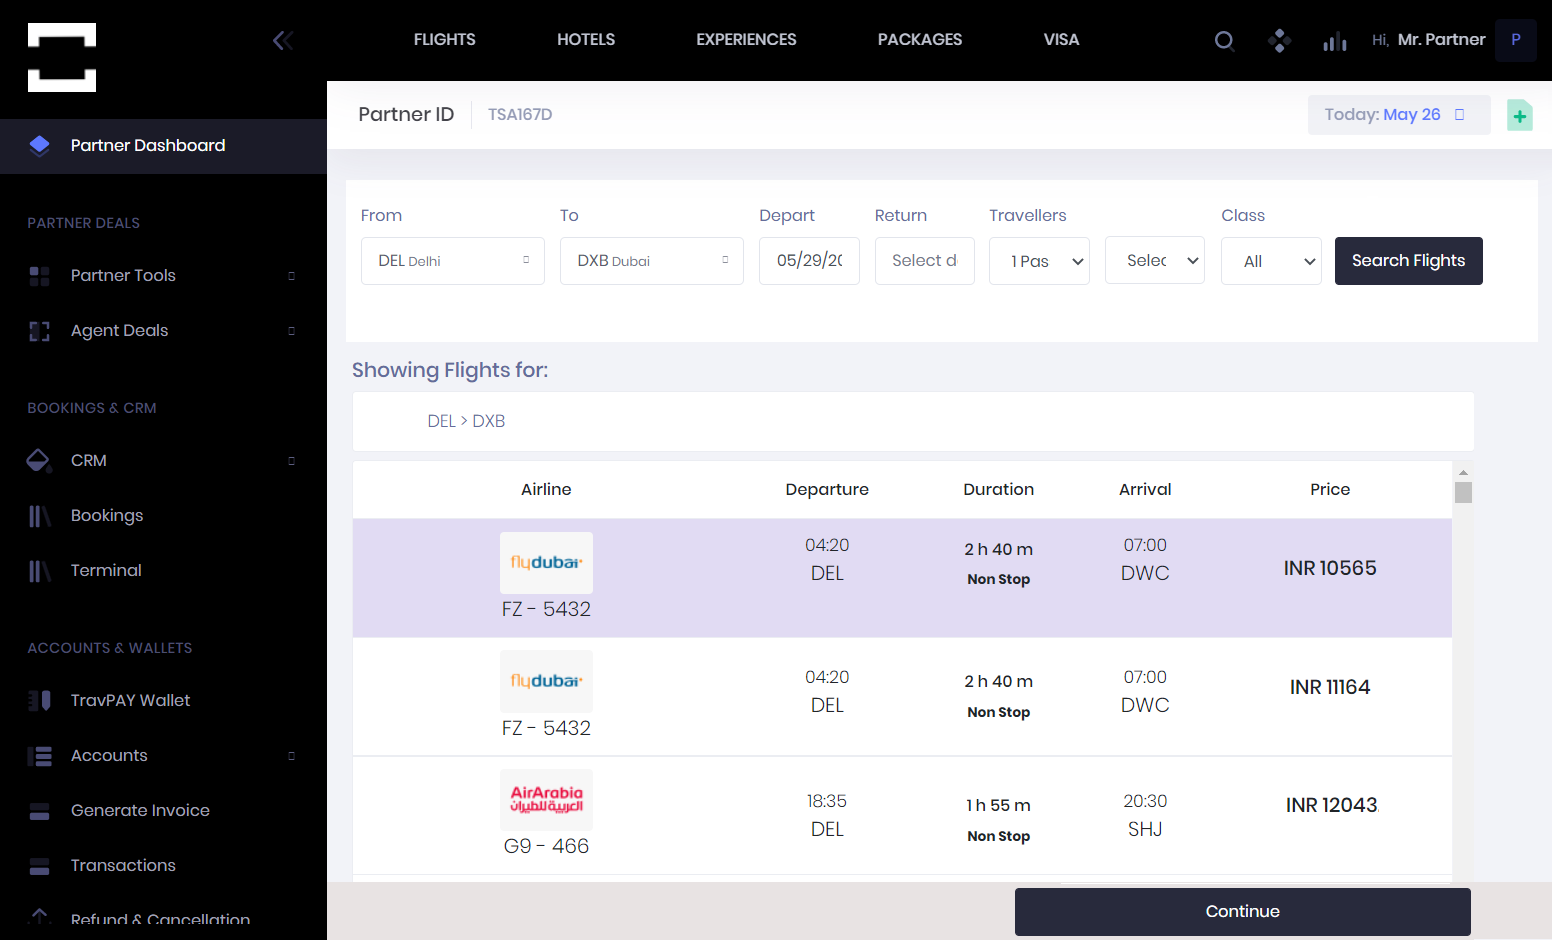 FLIGHTS
HOTELS
EXPERIENCES
PACKAGES
VISA
Hi, Mr. Partner
P
Partner Dashboard
PARTNER DEALS
Partner Tools
Agent Deals
BOOKINGS & CRM
CRM
Bookings
Terminal
ACCOUNTS & WALLETS
TravPAY Wallet
Accounts
Generate Invoice
Transactions
Refund & Cancellation
Partner ID
TSA167D
Today: May 26
From
To
Depart
Return
Travellers
Class
DEL Delhi
DXB Dubai
05/29/20
Select d
1 Pas
Selec
All
Search Flights
Showing Flights for:
DEL > DXB
Airline
Departure
Duration
Arrival
Price
flydubai
FZ - 5432
04:20
DEL
2 h 40 m
Non Stop
07:00
DWC
INR 10565
flydubai
FZ - 5432
04:20
DEL
2 h 40 m
Non Stop
07:00
DWC
INR 11164
AirArabia
العربية للطيران
G9 - 466
18:35
DEL
1 h 55 m
Non Stop
20:30
SHJ
INR 12043.
Continue